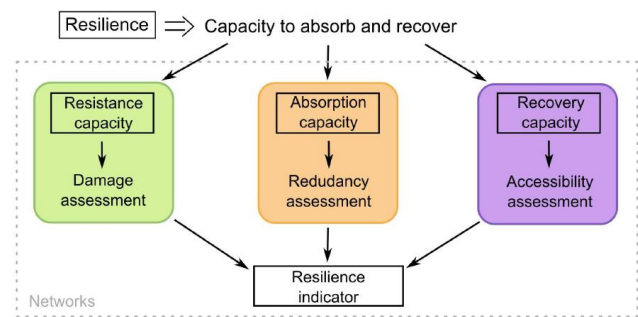 Resilience
Capacity to absorb and recover
Resistance
capacity
Damage
assessment
Absorption
capacity
Redudancy
assessment
Recovery
capacity
Accessibility
assessment
Resilience
indicator
Networks